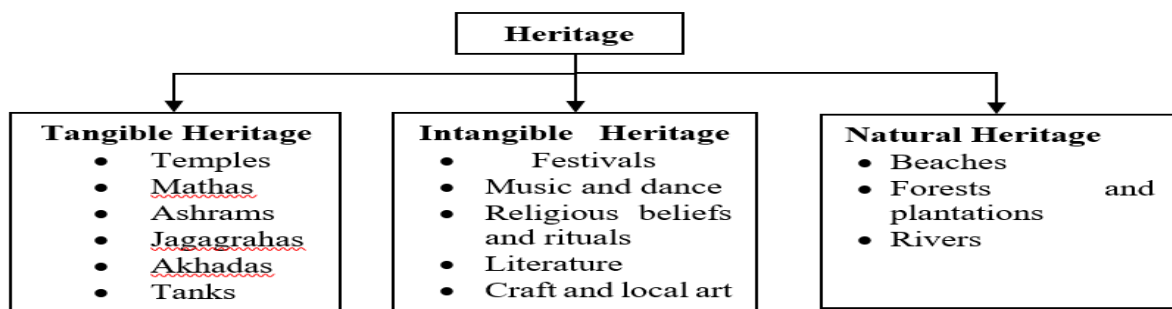 Heritage
Tangible Heritage
• Temples
• Mathas
• Ashrams
• Jagagrahas
• Akhadas
• Tanks
Intangible Heritage
• Festivals
• Music and dance
• Religious beliefs
and rituals
• Literature
• Craft and local art
Natural Heritage
• Beaches
• Forests and
plantations
• Rivers